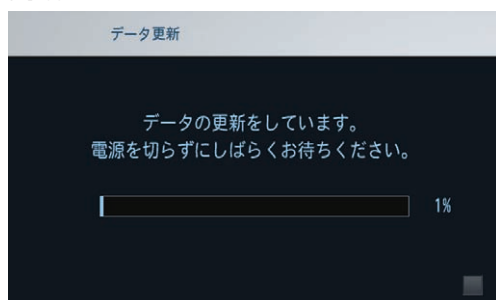 データ更新
データの更新をしています。
電源を切らずにしばらくお待ちください。
1%